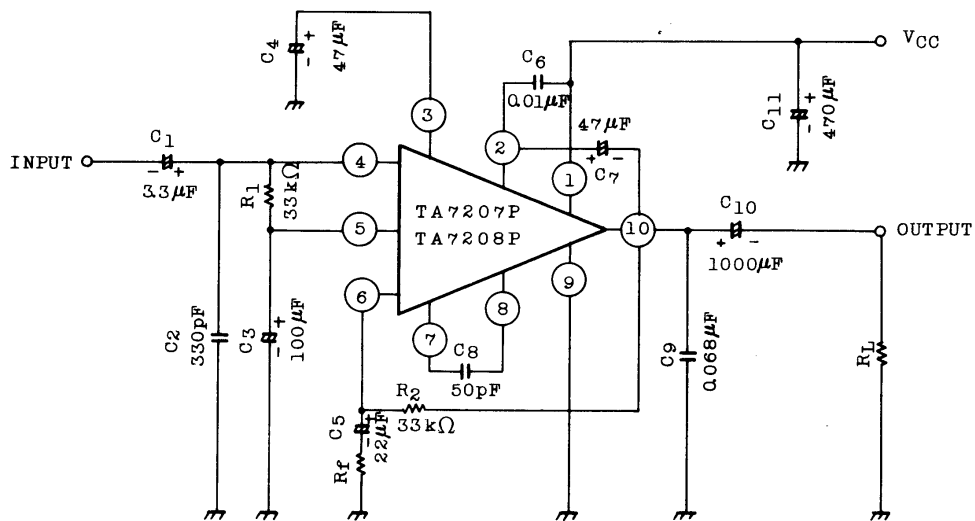 C4
47μF
3
C6
0.01μF
VCC
C11
470μF
2
47μF
C7
1
INPUT
C1
3.3μF
4
R1
33kΩ
5
TA7207P
TA7208P
10
C10
1000μF
OUTPUT
6
7
8
9
C2
330pF
C3
100μF
C8
50pF
C9
0.068μF
RL
R2
33kΩ
C5
22μF
Rf